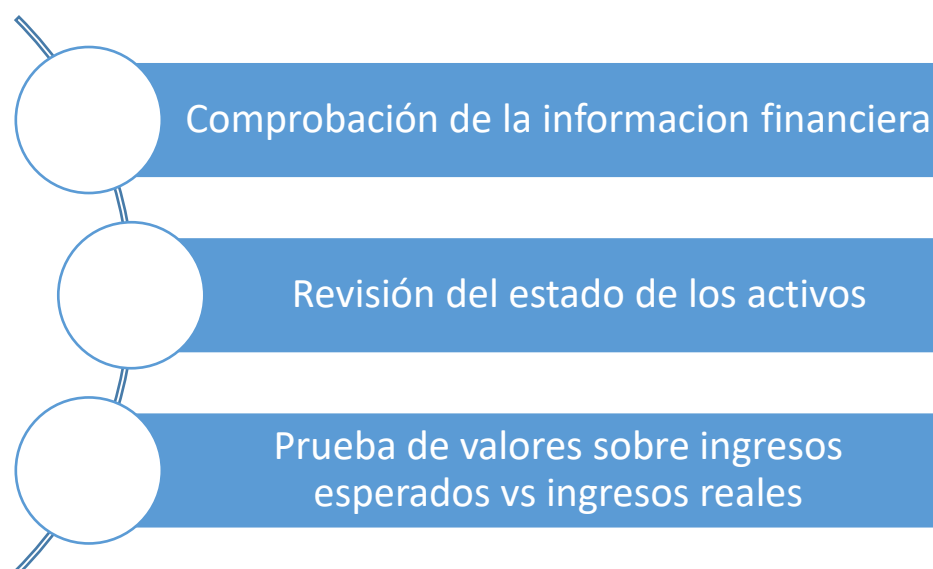 Comprobación de la informacion financiera
Revisión del estado de los activos
Prueba de valores sobre ingresos
esperados vs ingresos reales